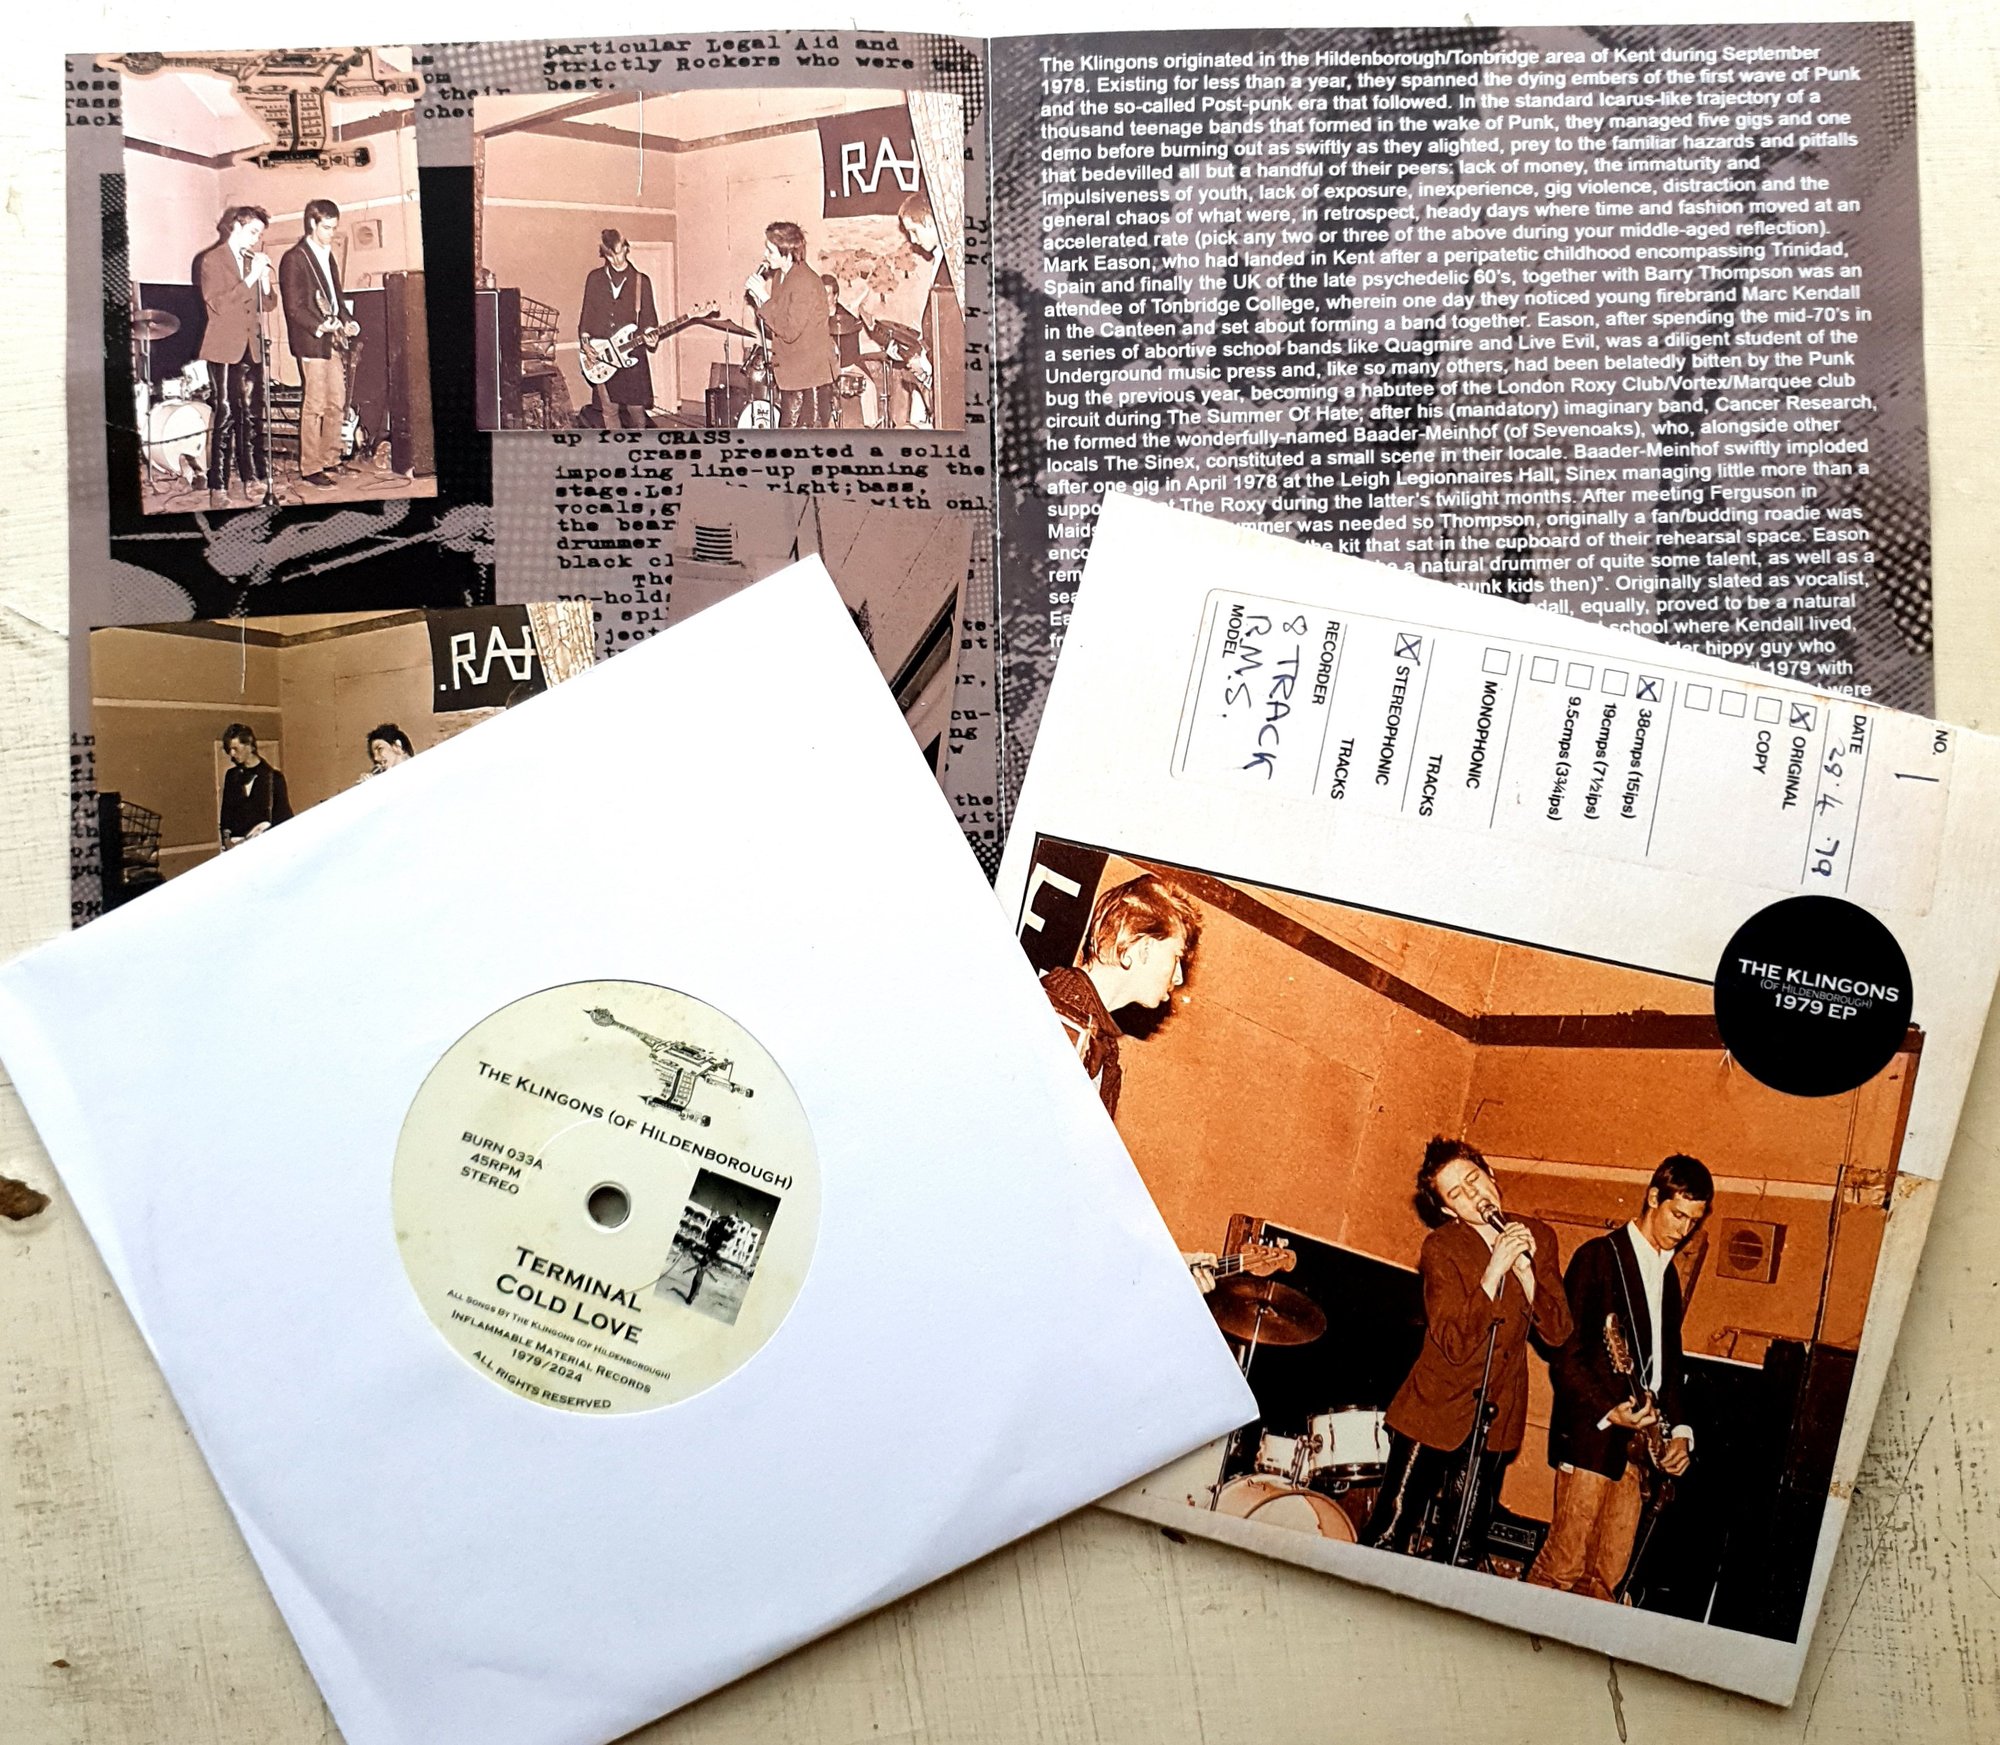 particular Legal Aid and
Strictly Rockers who were the
best.
their
up for CRASS.
Crass presented a solid
imposing line-up spanning the
stage. right;bass,
with only
the
drummer
black
The
.RA
.RA
The Klingons originated in the Hildenborough/Tonbridge area of Kent during September
1978. Existing for less than a year, they spanned the dying embers of the first wave of Punk
and the so-called Post-punk era that followed. In the standard Icarus-like trajectory of a
thousand teenage bands that formed in the wake of Punk, they managed five gigs and one
demo before burning out as swiftly as they alighted, prey to the familiar hazards and pitfalls
that bedevilled all but a handful of their peers: lack of money, the immaturity and
impulsiveness of youth, lack of exposure, inexperience, gig violence, distraction and the
general chaos of what were, in retrospect, heady days where time and fashion moved at an
accelerated rate (pick any two or three of the above during your middle-aged reflection).
Mark Eason, who had landed in Kent after a peripatetic childhood encompassing Trinidad,
Spain and finally the UK of the late psychedelic 60's, together with Barry Thompson was an
attendee of Tonbridge College, wherein one day they noticed young firebrand Marc Kendall
in the Canteen and set about forming a band together. Eason, after spending the mid-70's in
a series of abortive school bands like Quagmire and Live Evil, was a diligent student of the
Underground music press and, like so many others, had been belatedly bitten by the Punk
bug the previous year, becoming a habutee of the London Roxy Club/Vortex/Marquee club
circuit during The Summer Of Hate; after his (mandatory) imaginary band, Cancer Research,
he formed the wonderfully-named Baader-Meinhof (of Sevenoaks), who, alongside other
locals The Sinex, constituted a small scene in their locale. Baader-Meinhof swiftly imploded
after one gig in April 1978 at the Leigh Legionnaires Hall, Sinex managing little more than a
The Roxy during the latter's twilight months. After meeting Ferguson in
was needed so Thompson, originally a fan/budding roadie was
the kit that sat in the cupboard of their rehearsal space. Eason
a natural drummer of quite some talent, as well as a
punk kids then)". Originally slated as vocalist,
equally, proved to be a natural
school where Kendall lived,
hippy guy who
1979 with
were
NO. 1
DATE 29.4.79
☒ ORIGINAL
COPY
☒ 38cmps (15ips)
19cmps (7½ips)
9.5cmps (3¾ips)
MONOPHONIC TRACKS
☒ STEREOPHONIC TRACKS
RECORDER
8 TRACK
R.M.S.
MODEL
THE KLINGONS
(OF HILDENBOROUGH)
1979 EP
THE KLINGONS (OF HILDENBOROUGH)
BURN 033A
45RPM
STEREO
TERMINAL
COLD LOVE
ALL SONGS BY THE KLINGONS (OF HILDENBOROUGH)
INFLAMMABLE MATERIAL RECORDS
1979/2024
ALL RIGHTS RESERVED